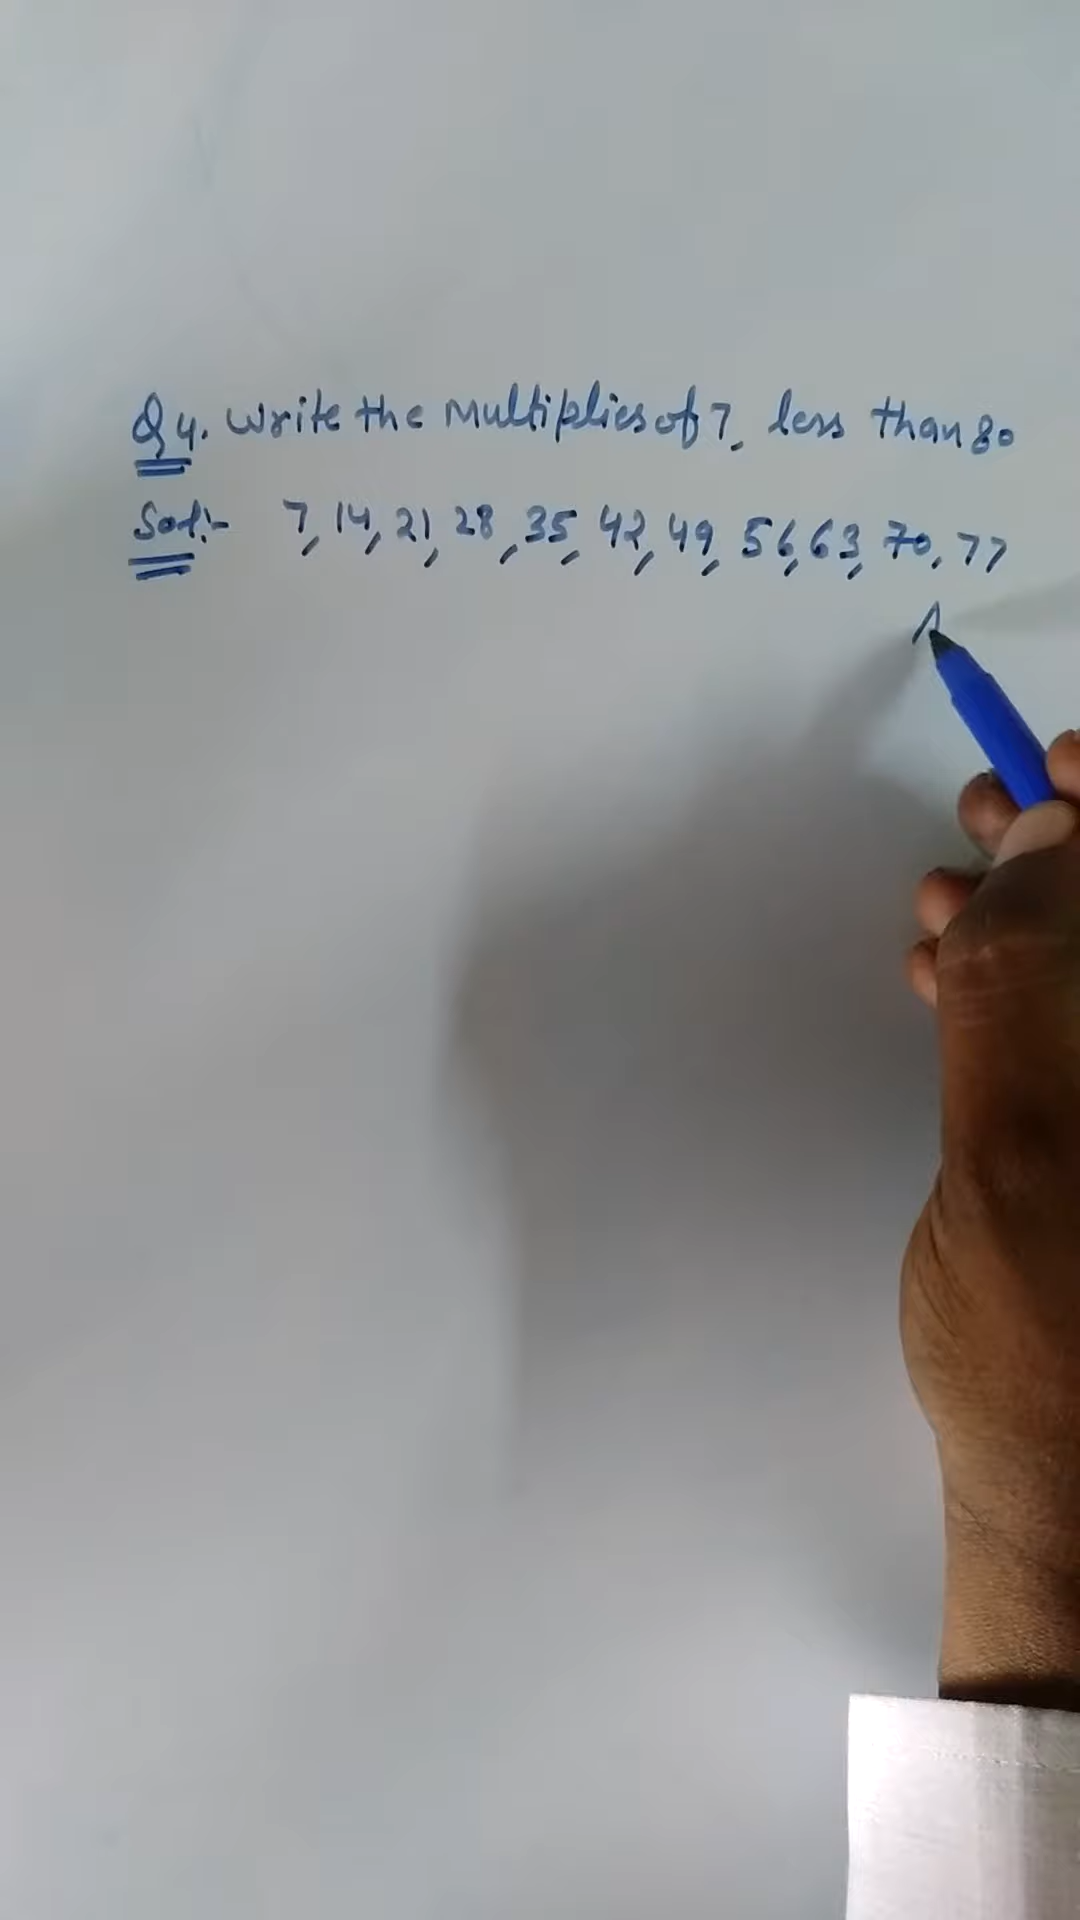 Q4. Write the Multiplies of 7, less than 80
Sol:- 7, 14, 21, 28, 35, 42, 49, 56, 63, 70, 77
A